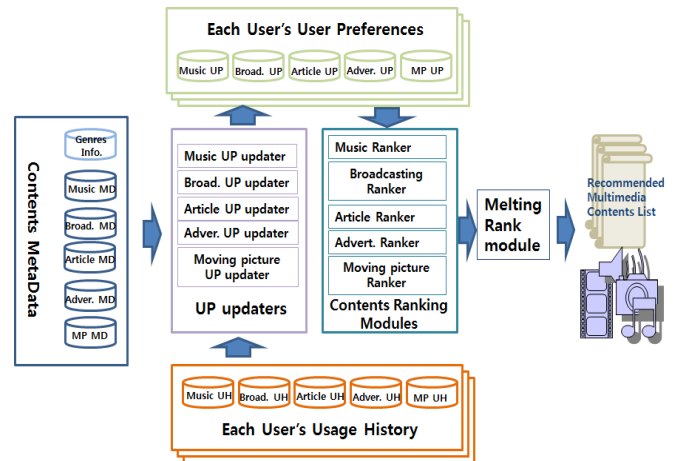 Each User's User Preferences
Music UP
Broad. UP
Article UP
Adver. UP
MP UP
Contents MetaData
Genres
Info.
Music MD
Broad. MD
Article MD
Adver. MD
MP MD
Music UP updater
Broad. UP updater
Article UP updater
Adver. UP updater
Moving picture
UP updater
UP updaters
Music Ranker
Broadcasting
Ranker
Article Ranker
Advert. Ranker
Moving picture
Ranker
Contents Ranking
Modules
Melting
Rank
module
Recommended
Multimedia
Contents List
Music UH
Broad. UH
Article UH
Adver. UH
MP UH
Each User's Usage History